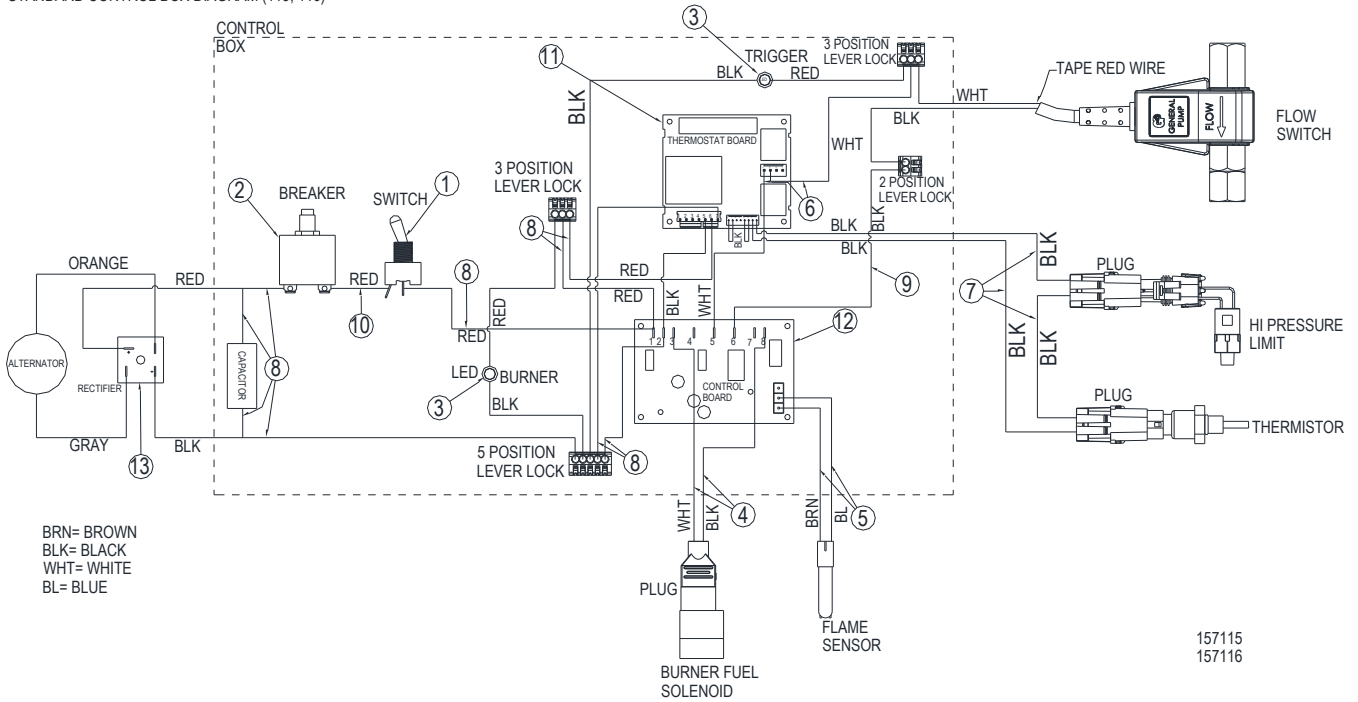 CONTROL
BOX
3
TRIGGER
BLK
RED
3 POSITION
LEVER LOCK
11
TAPE RED WIRE
WHT
BLK
GENERAL
PUMP
FLOW
FLOW
SWITCH
BLK
THERMOSTAT BOARD
WHT
3 POSITION
LEVER LOCK
2 POSITION
LEVER LOCK
2
BREAKER
SWITCH
1
6
8
BLK
BLK
BLK
BLK
BLK
ORANGE
RED
RED
8
RED
RED
RED
BLK
WHT
9
7
PLUG
10
RED
12
HI PRESSURE
LIMIT
BLK
BLK
ALTERNATOR
RECTIFIER
CAPACITOR
8
1 2 3 4 5 6 7 8
LED
BURNER
CONTROL
BOARD
3
BLK
PLUG
THERMISTOR
GRAY
13
BLK
5 POSITION
LEVER LOCK
8
WHT
BLK
4
BRN
BL
5
BRN= BROWN
BLK= BLACK
WHT= WHITE
BL= BLUE
PLUG
FLAME
SENSOR
BURNER FUEL
SOLENOID
157115
157116